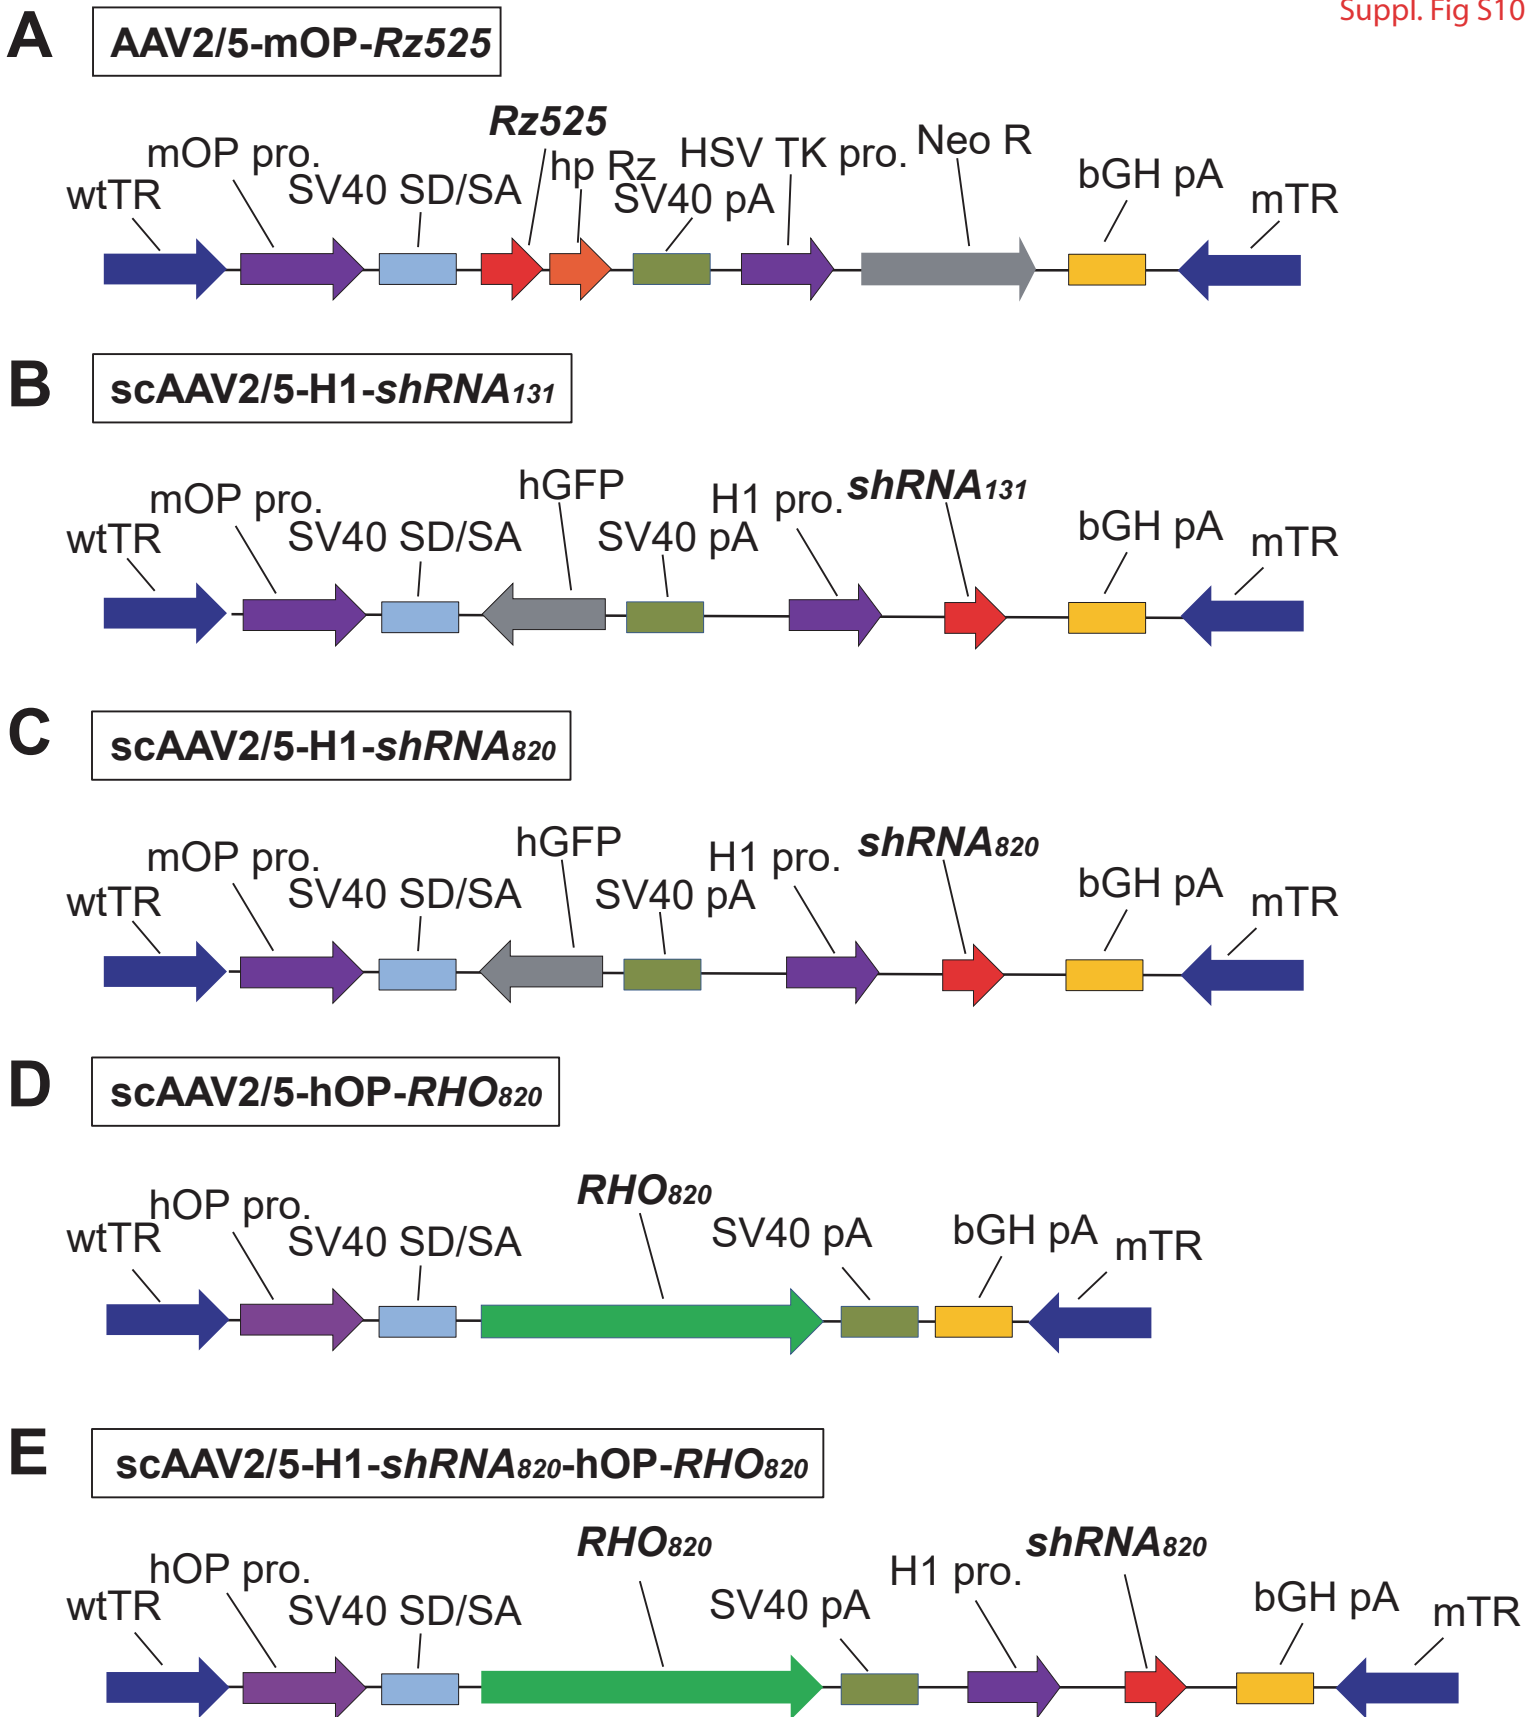 Suppl. Fig S10
A AAV2/5-mOP-Rz525
Rz525
mOP pro. hp Rz HSV TK pro. Neo R
wtTR SV40 SD/SA SV40 pA bGH pA mTR
B scAAV2/5-H1-shRNA131
hGFP H1 pro. shRNA131
mOP pro.
wtTR SV40 SD/SA SV40 pA bGH pA mTR
C scAAV2/5-H1-shRNA820
hGFP H1 pro. shRNA820
mOP pro.
wtTR SV40 SD/SA SV40 pA bGH pA mTR
D scAAV2/5-hOP-RHO820
RHO820
hOP pro.
wtTR SV40 SD/SA SV40 pA bGH pA mTR
E scAAV2/5-H1-shRNA820-hOP-RHO820
RHO820 shRNA820
hOP pro. H1 pro.
wtTR SV40 SD/SA SV40 pA bGH pA mTR